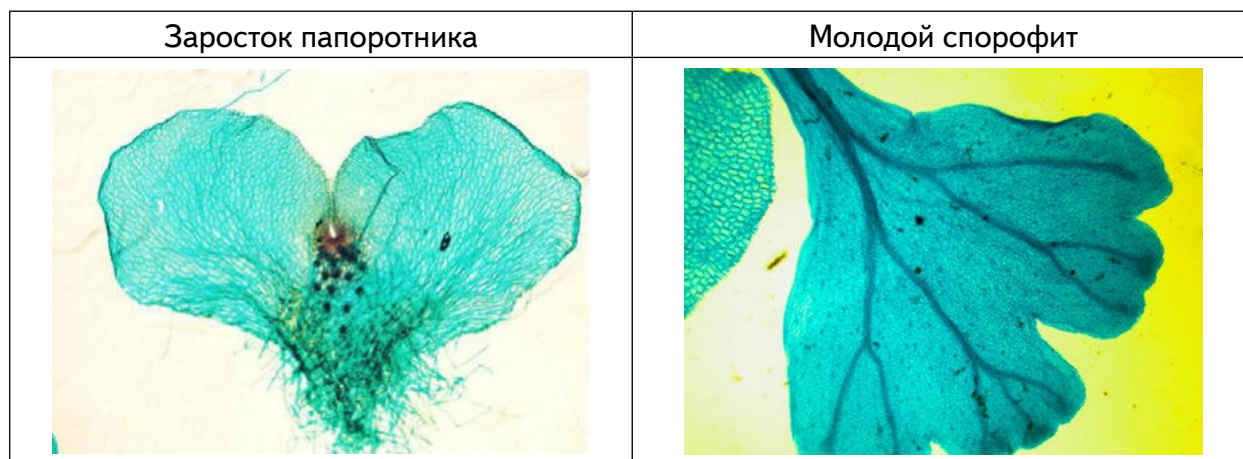 Заросток папоротника
Молодой спорофит